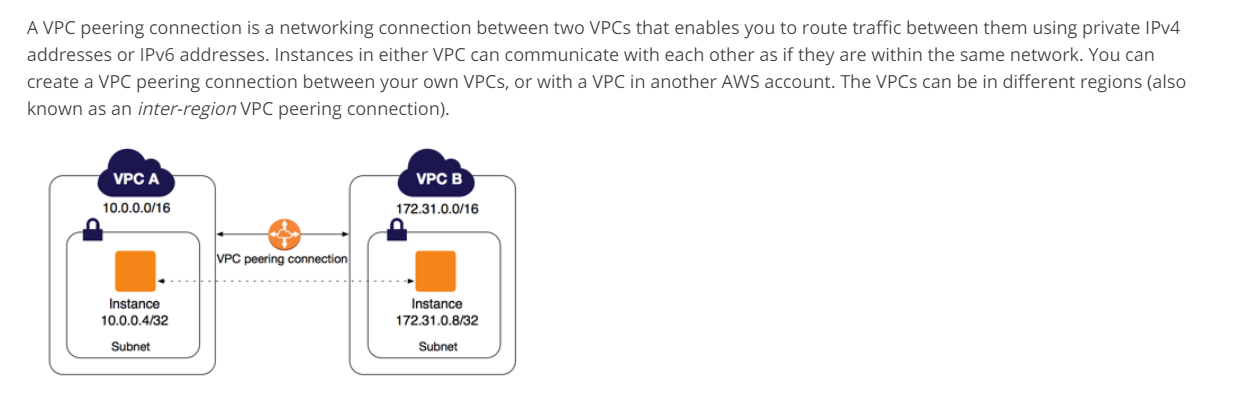 A VPC peering connection is a networking connection between two VPCs that enables you to route traffic between them using private IPv4
addresses or IPv6 addresses. Instances in either VPC can communicate with each other as if they are within the same network. You can
create a VPC peering connection between your own VPCs, or with a VPC in another AWS account. The VPCs can be in different regions (also
known as an inter-region VPC peering connection).
VPC A
10.0.0.0/16
Instance
10.0.0.4/32
Subnet
VPC peering connection
VPC B
172.31.0.0/16
Instance
172.31.0.8/32
Subnet